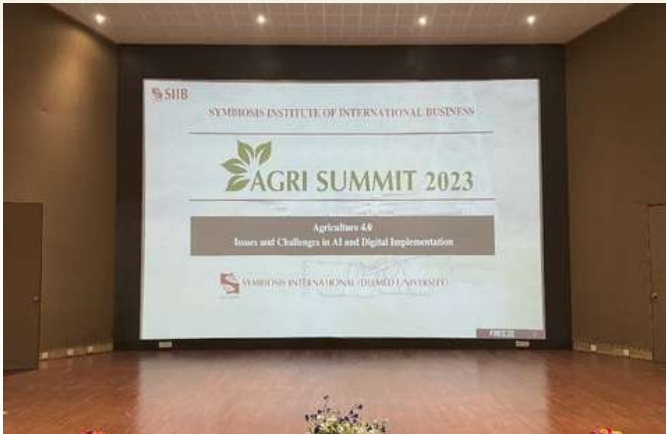 SIIB
SYMBIOSIS INSTITUTE OF INTERNATIONAL BUSINESS
AGRI SUMMIT 2023
Agriculture 4.0
Issues and Challenges in AI and Digital Implementation
SYMBIOSIS INTERNATIONAL (DEEMED UNIVERSITY)
FREEZE